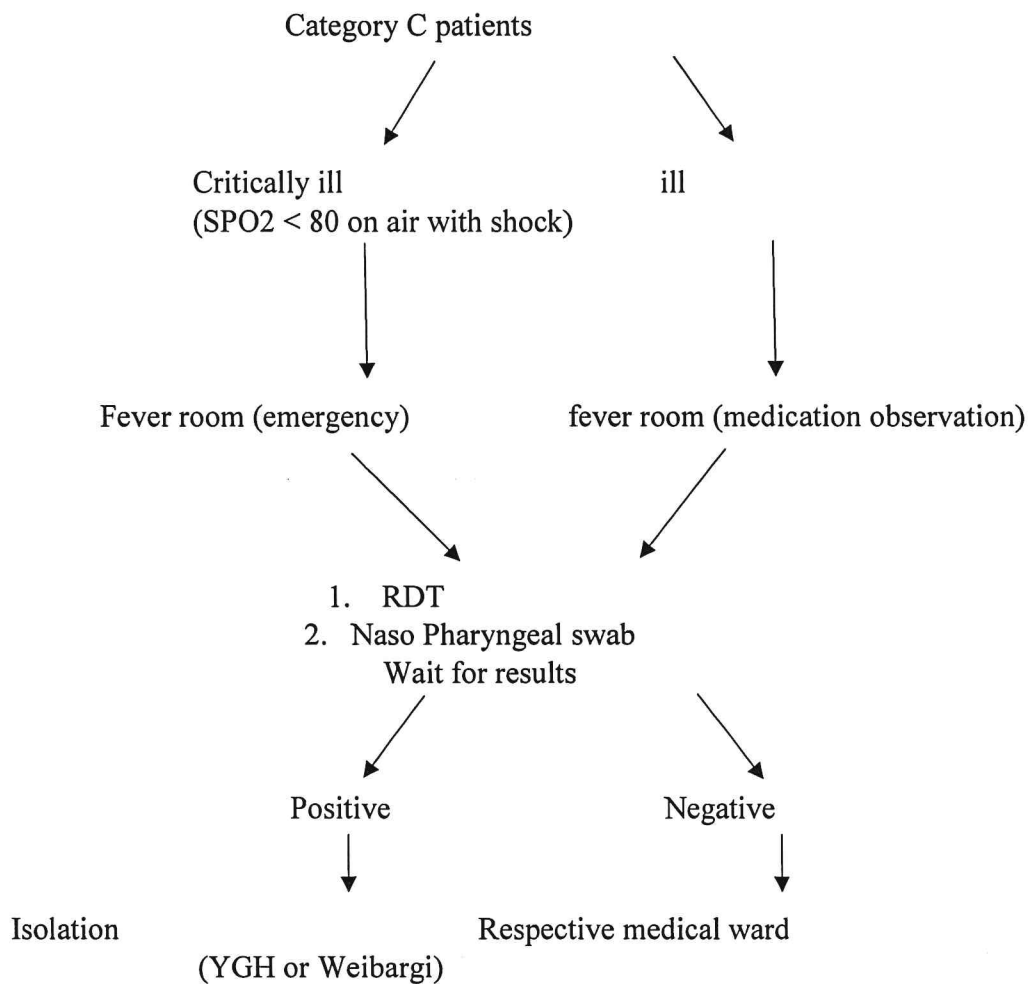 Category C patients
Critically ill ill
(SPO2 < 80 on air with shock)
Fever room (emergency) fever room (medication observation)
1. RDT
2. Naso Pharyngeal swab
Wait for results
Positive Negative
Isolation Respective medical ward
(YGH or Weibargi)